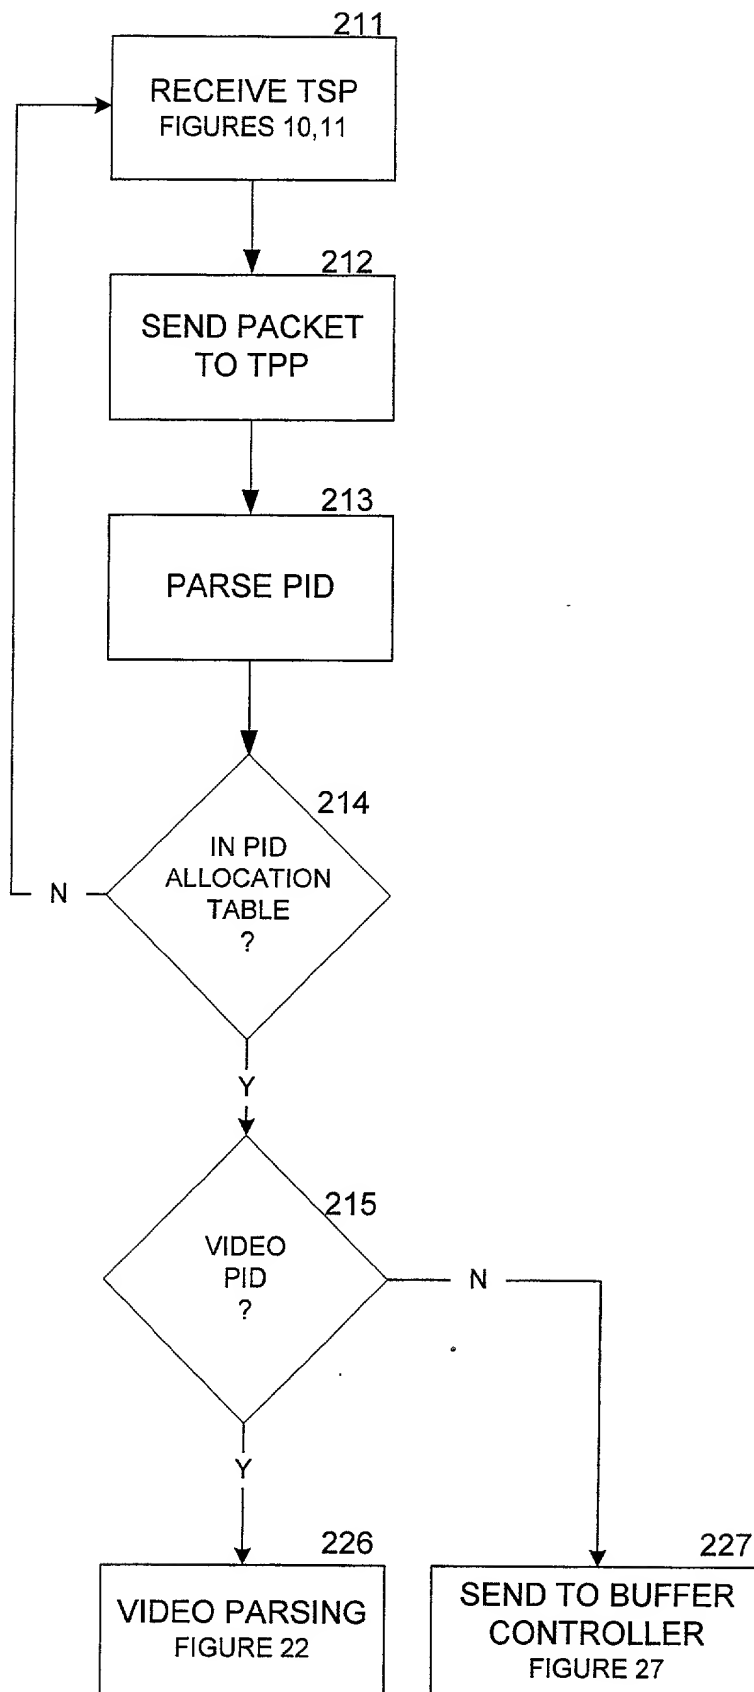 211
RECEIVE TSP
FIGURES 10,11
212
SEND PACKET
TO TPP
213
PARSE PID
214
IN PID
ALLOCATION
TABLE
?
N
Y
215
VIDEO
PID
?
N
Y
226
VIDEO PARSING
FIGURE 22
227
SEND TO BUFFER
CONTROLLER
FIGURE 27